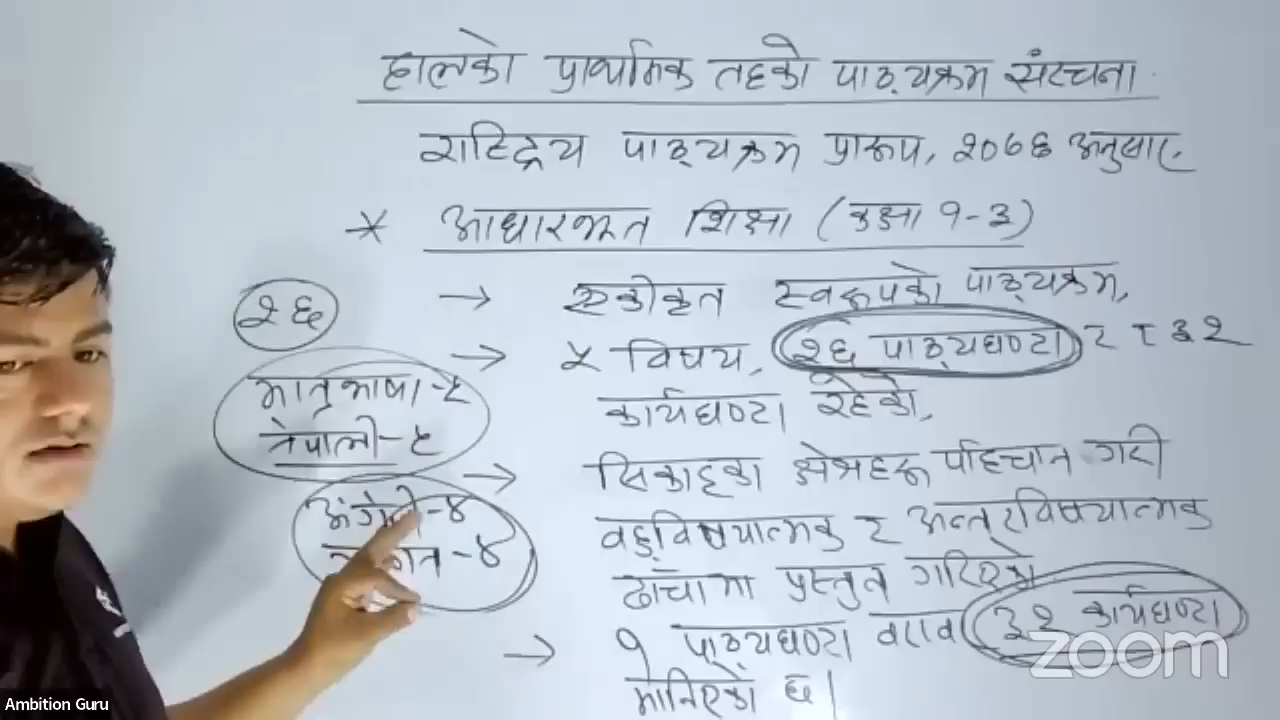 हालको प्राथमिक तहको पाठ्यक्रम संरचना
राष्ट्रिय पाठ्यक्रम प्रारूप, २०७६ अनुसार
* आधारभूत शिक्षा (कक्षा १-३)
→ एकीकृत स्वरूपको पाठ्यक्रम,
→ ५ विषय, २६ पाठ्यघण्टा र ३२
कार्यघण्टा रहेको,
→ सिकाइका क्षेत्रहरू पहिचान गरी
बहुविषयात्मक र अन्तरविषयात्मक
ढाँचामा प्रस्तुत गरिएको
→ १ पाठ्यघण्टा बराबर ३२ कार्यघण्टा
मानिएको छ।
२६
मातृभाषा-५
नेपाली-५
अंग्रेजी-४
-४
zoom
Ambition Guru